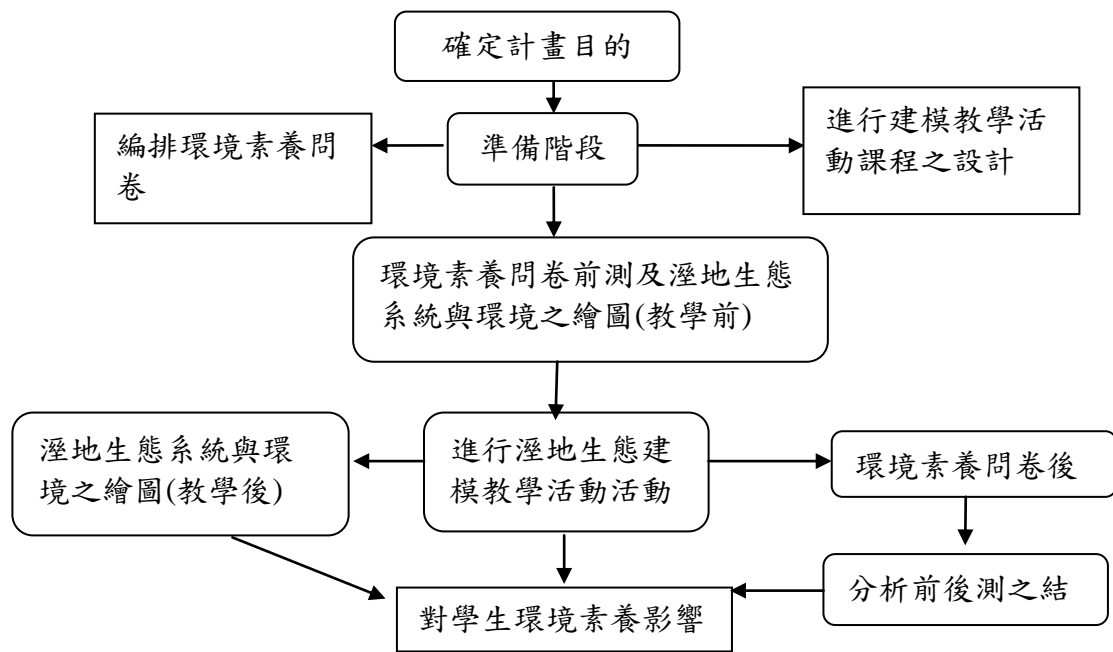 確定計畫目的
編排環境素養問
卷
準備階段
進行建模教學活
動課程之設計
環境素養問卷前測及溼地生態
系統與環境之繪圖(教學前)
溼地生態系統與環
境之繪圖(教學後)
進行溼地生態建
模教學活動活動
環境素養問卷後
分析前後測之結
對學生環境素養影響